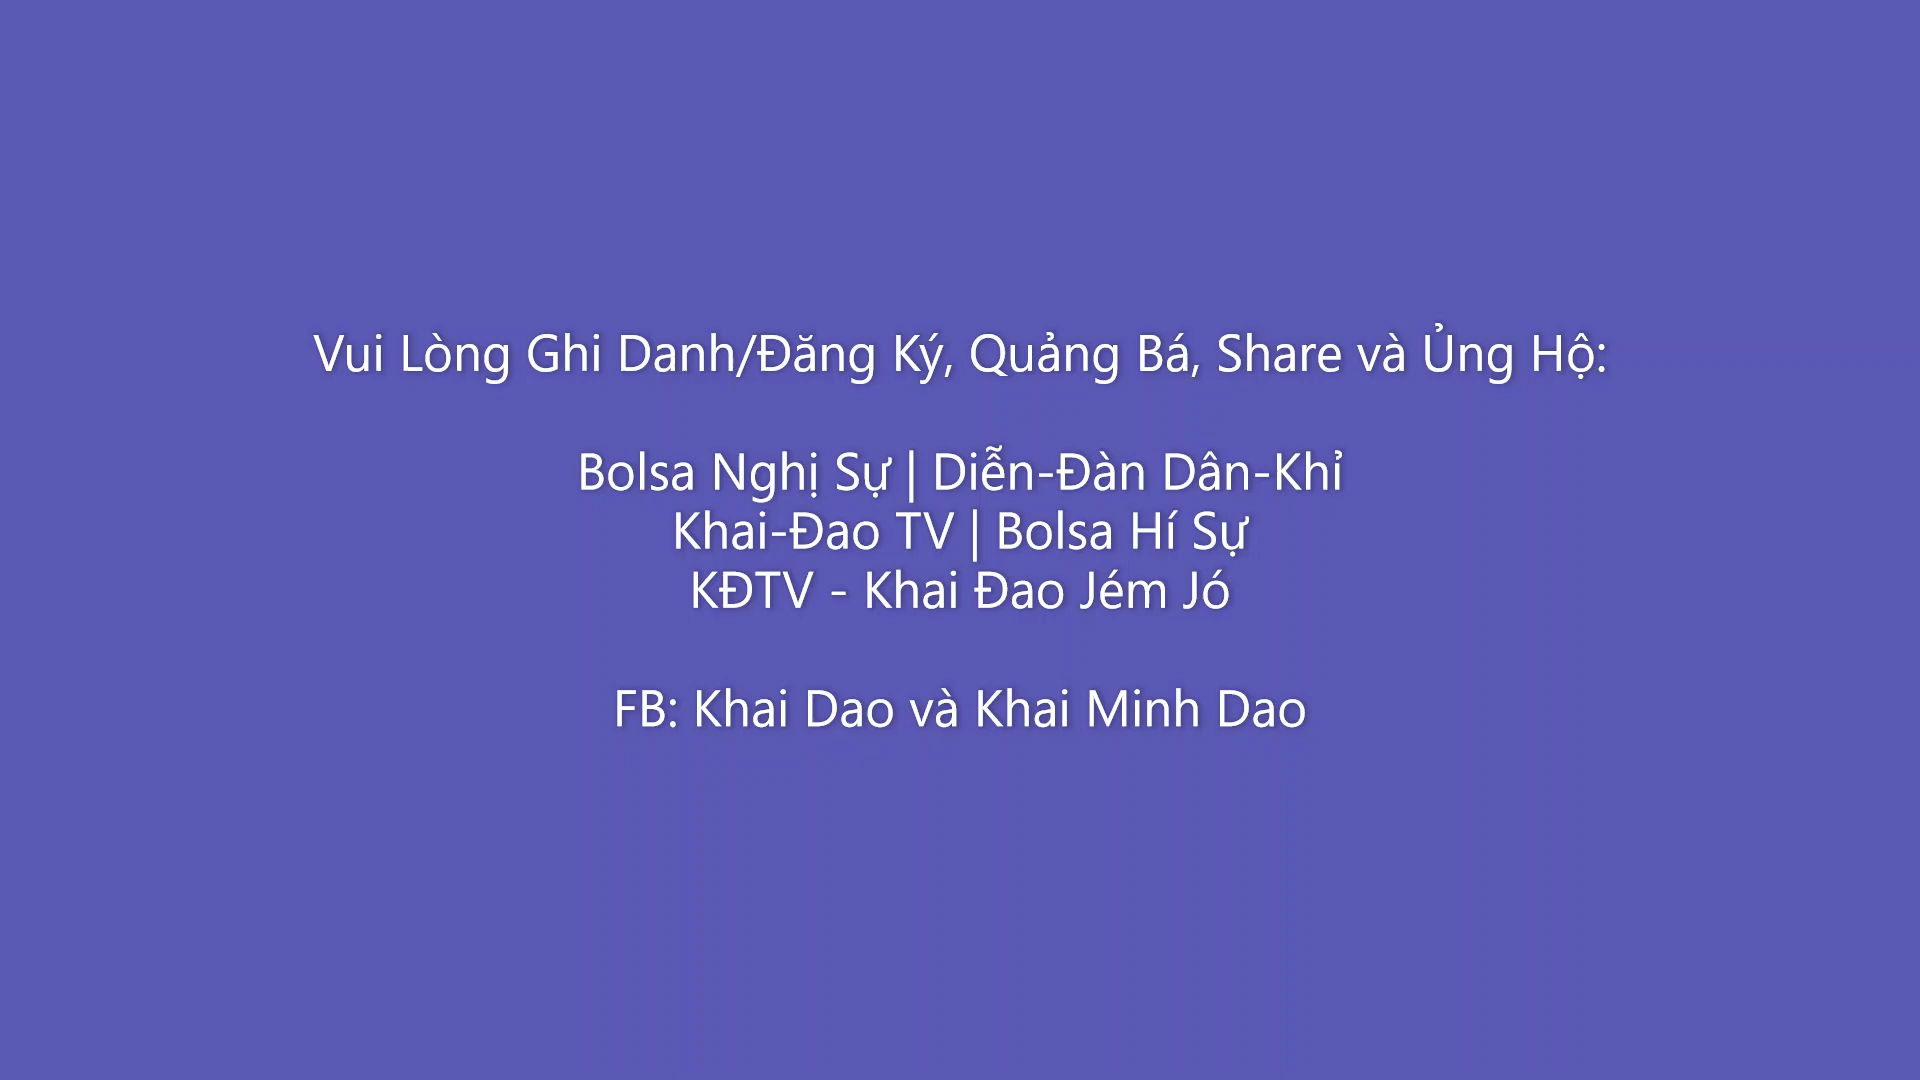 Vui Lòng Ghi Danh/Đăng Ký, Quảng Bá, Share và Ủng Hộ:
Bolsa Nghị Sự | Diễn-Đàn Dân-Khỉ
Khai-Đao TV | Bolsa Hí Sự
KĐTV - Khai Đao Jém Jó
FB: Khai Dao và Khai Minh Dao